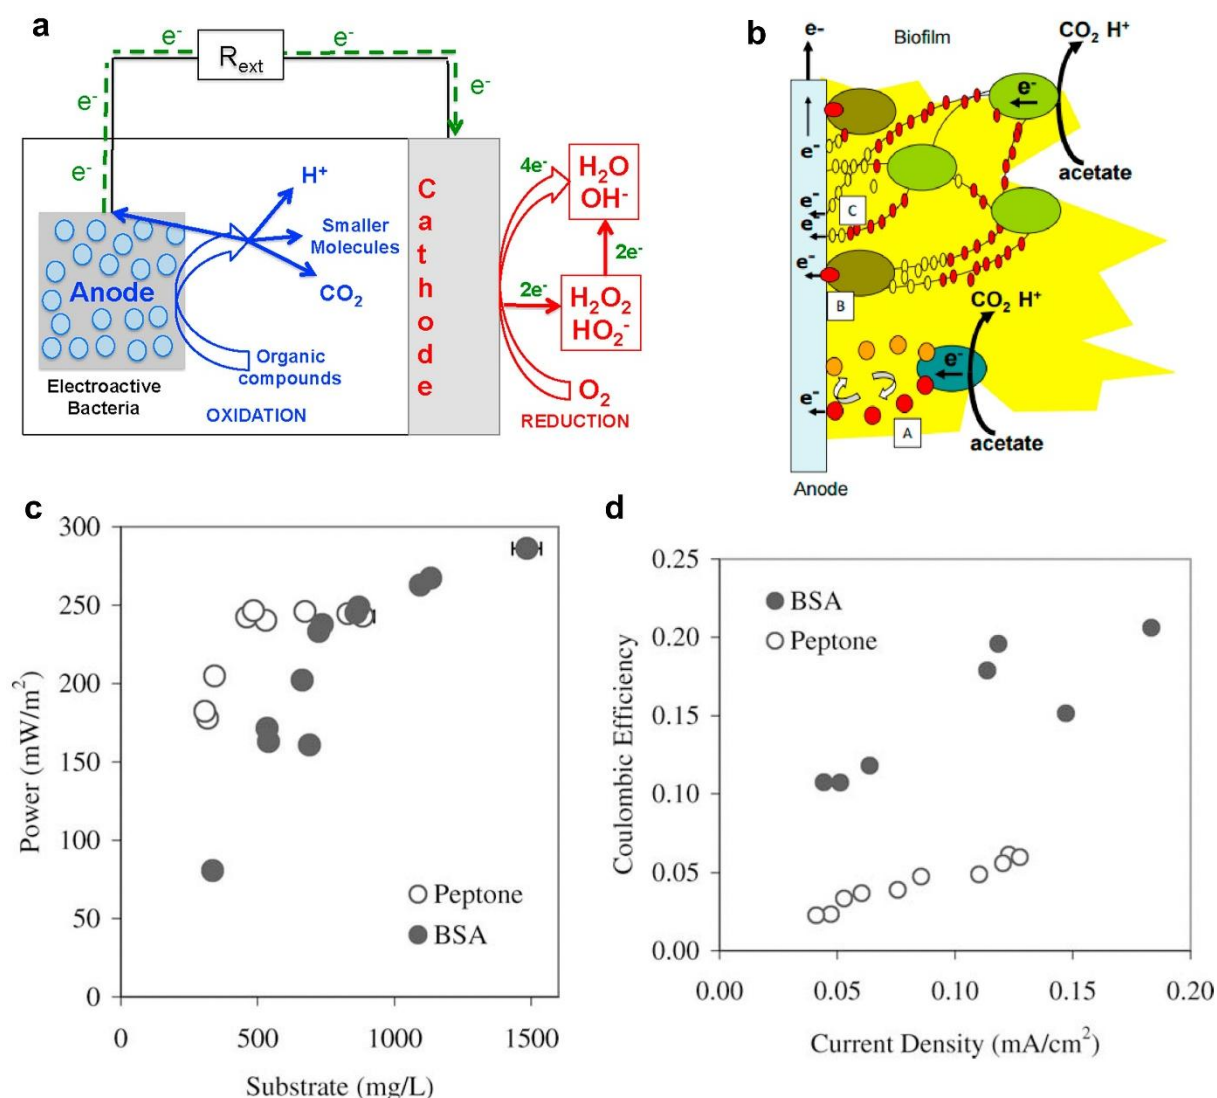 a
e-
e-
Rext
e-
e-
e-
Cathode
Anode
Electroactive
Bacteria
H+
Smaller
Molecules
CO2
Organic
compounds
OXIDATION
4e-
H2O
OH-
2e-
2e-
H2O2
HO2-
O2
REDUCTION
b
e-
Biofilm
CO2 H+
e-
acetate
e-
e-
C
e-
e-
B
CO2 H+
e-
e-
A
acetate
Anode
c
300
250
200
150
100
50
0
Power (mW/m2)
Peptone
BSA
0
500
1000
1500
Substrate (mg/L)
d
0.25
0.20
0.15
0.10
0.05
0.00
Coulombic Efficiency
BSA
Peptone
0.00
0.05
0.10
0.15
0.20
Current Density (mA/cm2)